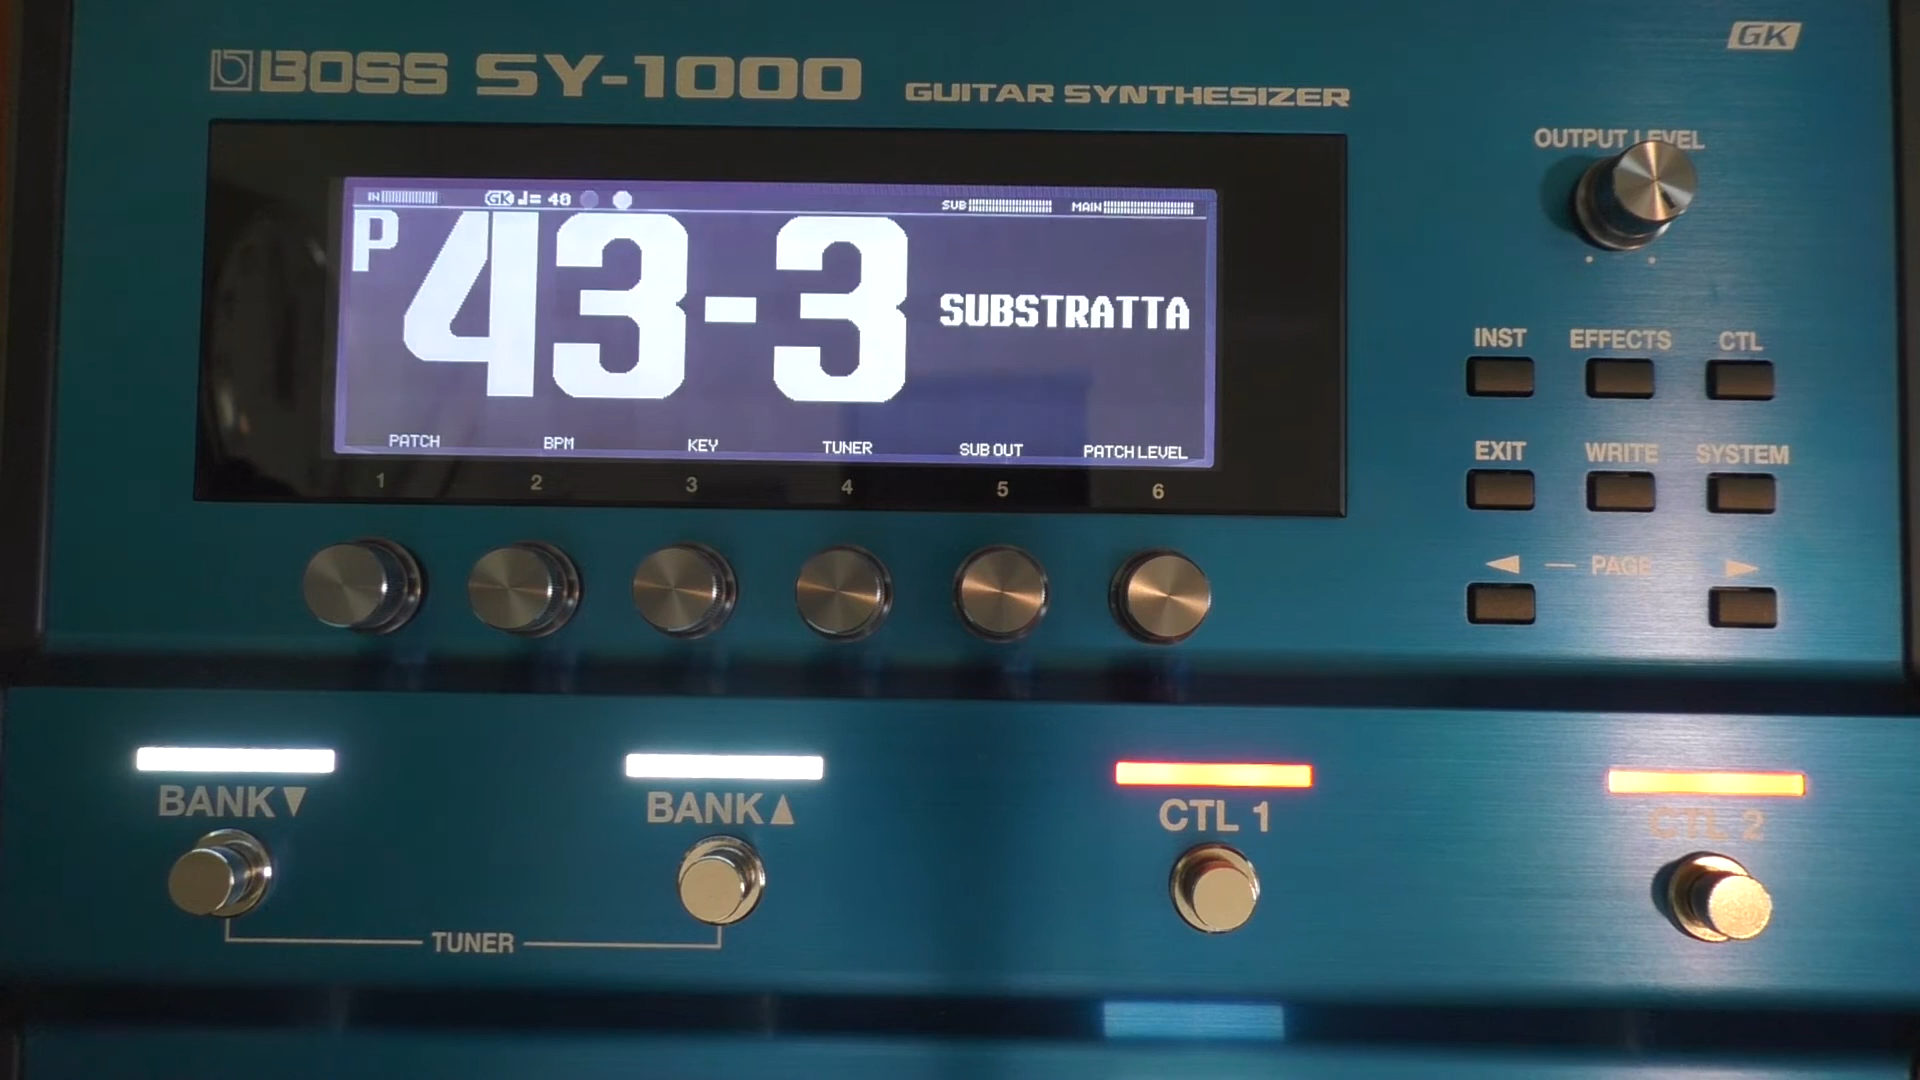 BOSS SY-1000 GUITAR SYNTHESIZER
GK
OUTPUT LEVEL
IN GK ♩= 40 SUB MAIN
P 43-3 SUBSTRATTA
PATCH BPM KEY TUNER SUB OUT PATCH LEVEL
1 2 3 4 5 6
INST EFFECTS CTL
EXIT WRITE SYSTEM
◀ — PAGE ▶
BANK▼ BANK▲ CTL 1 CTL 2
TUNER